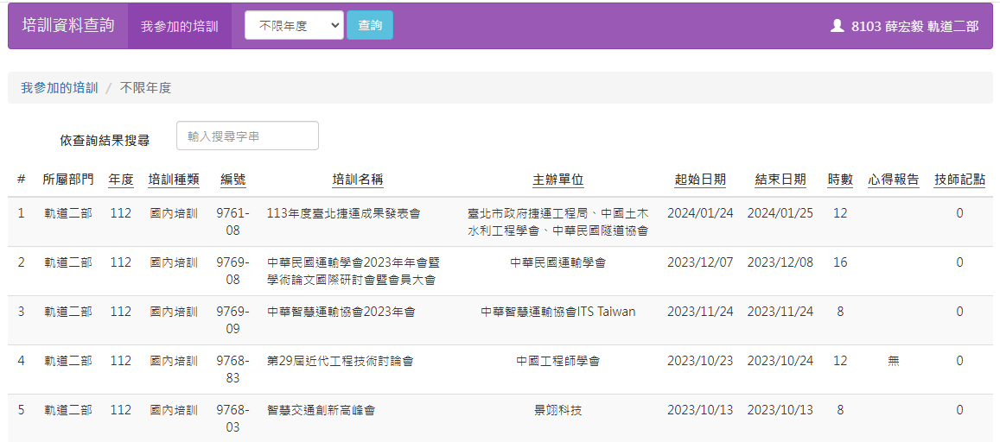 培訓資料查詢 我參加的培訓 不限年度 查詢 8103 薛宏毅 軌道二部
我參加的培訓 / 不限年度
依查詢結果搜尋 輸入搜尋字串
# 所屬部門 年度 培訓種類 編號 培訓名稱 主辦單位 起始日期 結束日期 時數 心得報告 技師記點
1 軌道二部 112 國內培訓 9761- 113年度臺北捷運成果發表會 臺北市政府捷運工程局、中國土木 2024/01/24 2024/01/25 12 0
08 水利工程學會、中華民國隧道協會
2 軌道二部 112 國內培訓 9769- 中華民國運輸學會2023年年會暨 中華民國運輸學會 2023/12/07 2023/12/08 16 0
08 學術論文國際研討會暨會員大會
3 軌道二部 112 國內培訓 9769- 中華智慧運輸協會2023年會 中華智慧運輸協會ITS Taiwan 2023/11/24 2023/11/24 8 0
09
4 軌道二部 112 國內培訓 9768- 第29屆近代工程技術討論會 中國工程師學會 2023/10/23 2023/10/24 12 無 0
83
5 軌道二部 112 國內培訓 9768- 智慧交通創新高峰會 景翊科技 2023/10/13 2023/10/13 8 0
03